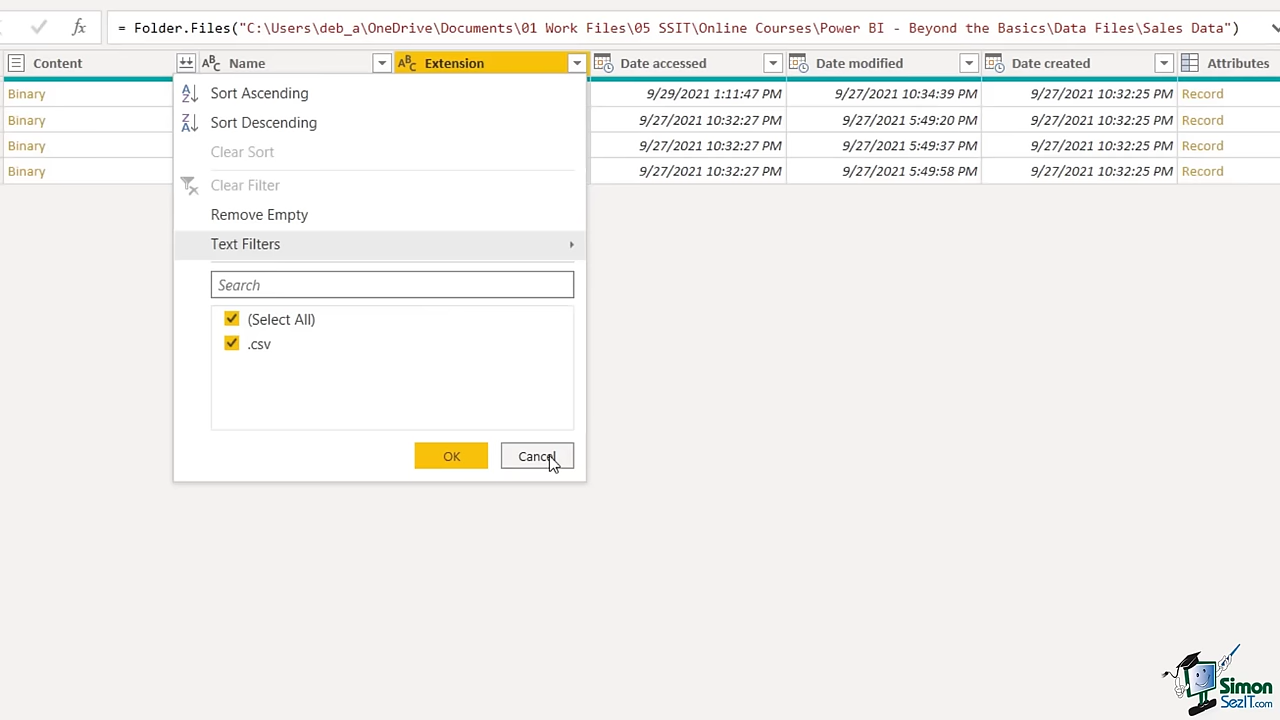 fx = Folder.Files("C:\Users\deb_a\OneDrive\Documents\01 Work Files\05 SSIT\Online Courses\Power BI - Beyond the Basics\Data Files\Sales Data")
Content ABC Name ABC Extension Date accessed Date modified Date created Attributes
Binary 9/29/2021 1:11:47 PM 9/27/2021 10:34:39 PM 9/27/2021 10:32:25 PM Record
Binary 9/27/2021 10:32:27 PM 9/27/2021 5:49:20 PM 9/27/2021 10:32:25 PM Record
Binary 9/27/2021 10:32:27 PM 9/27/2021 5:49:37 PM 9/27/2021 10:32:25 PM Record
Binary 9/27/2021 10:32:27 PM 9/27/2021 5:49:58 PM 9/27/2021 10:32:25 PM Record
AZ Sort Ascending
ZA Sort Descending
Clear Sort
Clear Filter
Remove Empty
Text Filters
Search
(Select All)
.csv
OK Cancel
Simon
SezIT.com